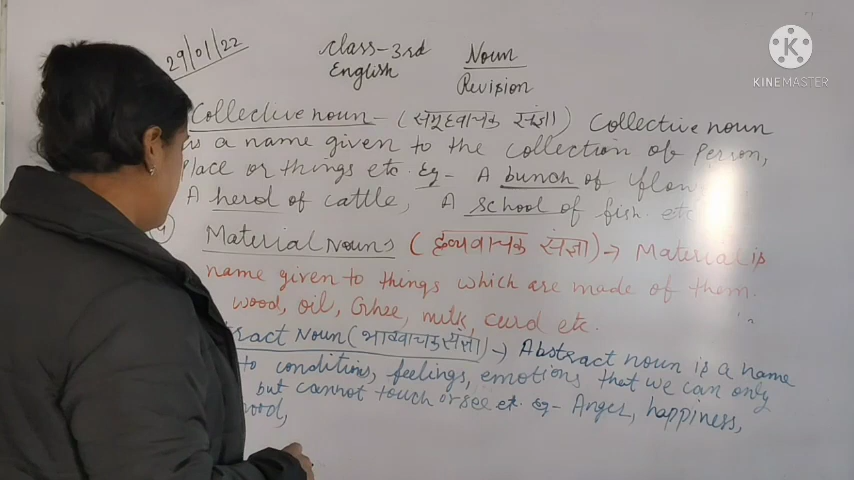 29/01/22
Class-3rd Noun
English Revision
KINEMASTER
Collective noun - (समूहवाचक संज्ञा) Collective noun
is a name given to the collection of Person,
Place or things etc. Eg- A bunch of
A herd of cattle, A school of fish. etc
Material Nouns (द्रव्यवाचक संज्ञा) → Material is
name given to things which are made of them.
wood, oil, Ghee, milk, curd etc.
tract Noun (भाववाचक संज्ञा) → Abstract noun is a name
to conditions, feelings, emotions that we can only
but cannot touch or see etc. Eg- Anger, happiness,